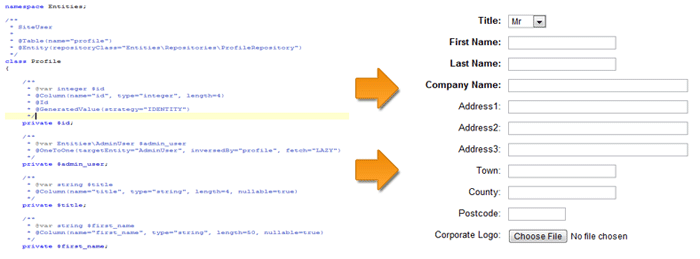 namespace Entities;
/**
* SiteUser
*
* @Table(name="profile")
* @Entity(repositoryClass="Entities\Repositories\ProfileRepository")
*/
class Profile
{
/**
* @var integer $id
* @Column(name="id", type="integer", length=4)
* @Id
* @GeneratedValue(strategy="IDENTITY")
*/
private $id;
/**
* @var Entities\AdminUser $admin_user
* @OneToOne(targetEntity="AdminUser", inversedBy="profile", fetch="LAZY")
*/
private $admin_user;
/**
* @var string $title
* @Column(name="title", type="string", length=4, nullable=true)
*/
private $title;
/**
* @var string $first_name
* @Column(name="first_name", type="string", length=50, nullable=true)
*/
private $first_name;
Title: Mr
First Name:
Last Name:
Company Name:
Address1:
Address2:
Address3:
Town:
County:
Postcode:
Corporate Logo: Choose File No file chosen